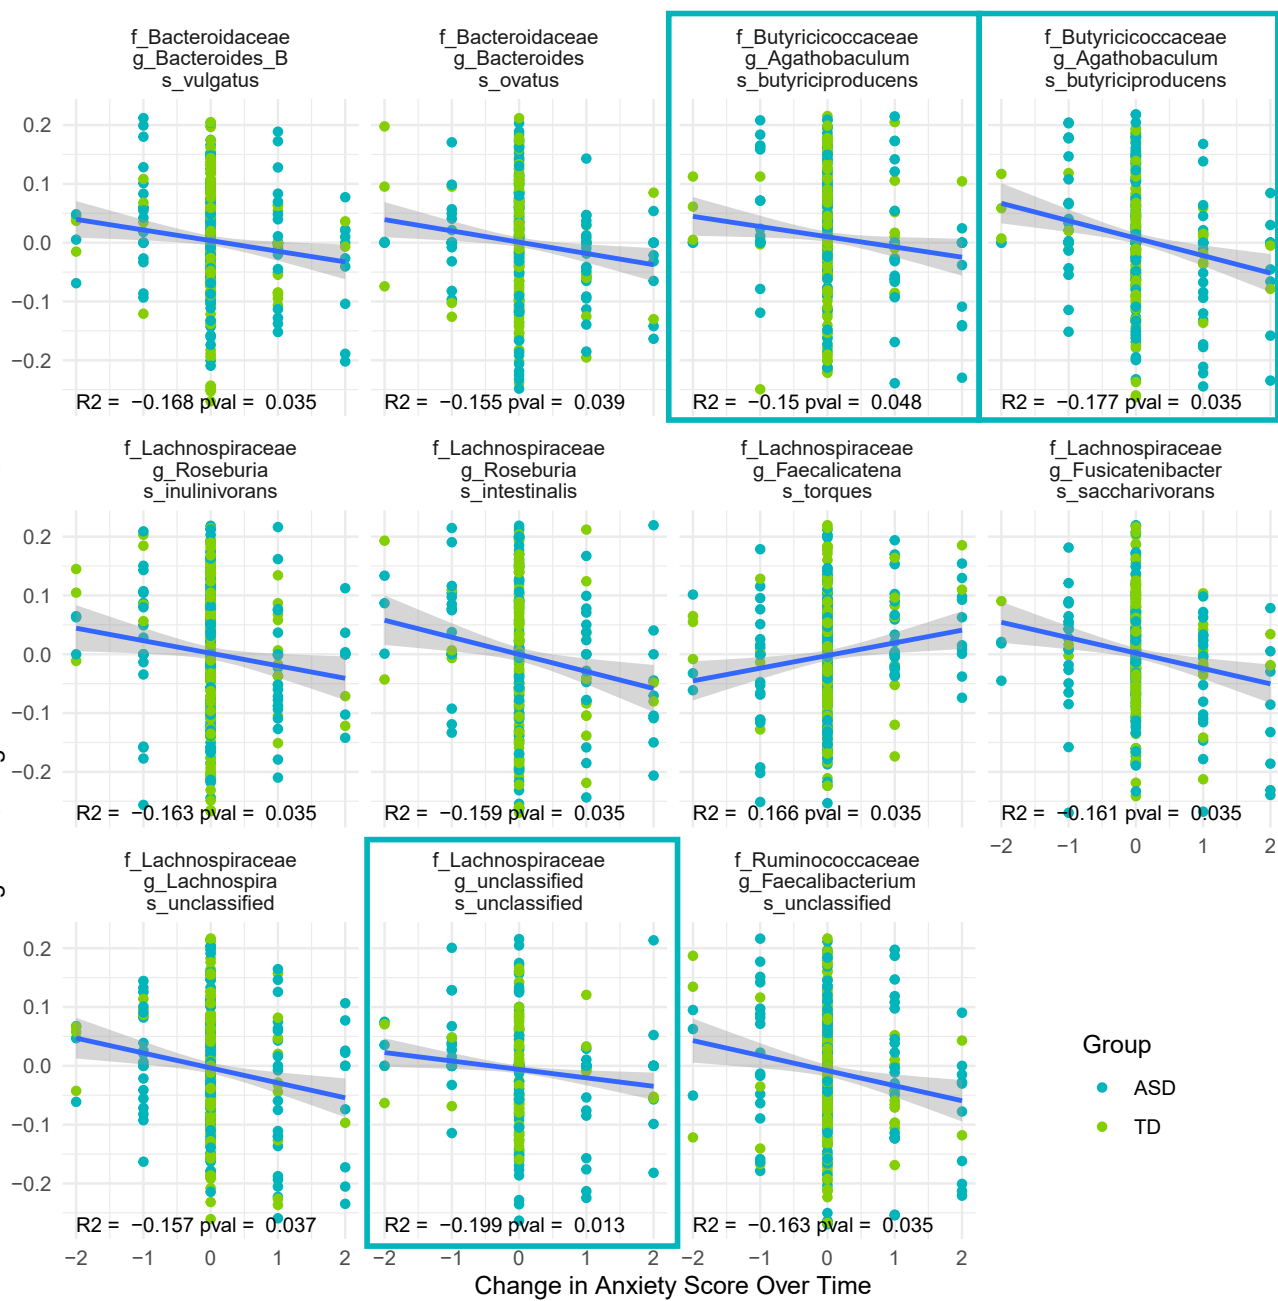 f_Bacteroidaceae
g_Bacteroides_B
s_vulgatus
f_Bacteroidaceae
g_Bacteroides
s_ovatus
f_Butyricicoccaceae
g_Agathobaculum
s_butyriciproducens
f_Butyricicoccaceae
g_Agathobaculum
s_butyriciproducens
0.2
0.1
0.0
−0.1
−0.2
R2 = −0.168 pval = 0.035
R2 = −0.155 pval = 0.039
R2 = −0.15 pval = 0.048
R2 = −0.177 pval = 0.035
f_Lachnospiraceae
g_Roseburia
s_inulinivorans
f_Lachnospiraceae
g_Roseburia
s_intestinalis
f_Lachnospiraceae
g_Faecalicatena
s_torques
f_Lachnospiraceae
g_Fusicatenibacter
s_saccharivorans
0.2
0.1
0.0
−0.1
−0.2
R2 = −0.163 pval = 0.035
R2 = −0.159 pval = 0.035
R2 = 0.166 pval = 0.035
R2 = −0.161 pval = 0.035
−2 −1 0 1 2
f_Lachnospiraceae
g_Lachnospira
s_unclassified
f_Lachnospiraceae
g_unclassified
s_unclassified
f_Ruminococcaceae
g_Faecalibacterium
s_unclassified
0.2
0.1
0.0
−0.1
−0.2
R2 = −0.157 pval = 0.037
R2 = −0.199 pval = 0.013
R2 = −0.163 pval = 0.035
−2 −1 0 1 2
−2 −1 0 1 2
−2 −1 0 1 2
Change in Anxiety Score Over Time
Group
ASD
TD